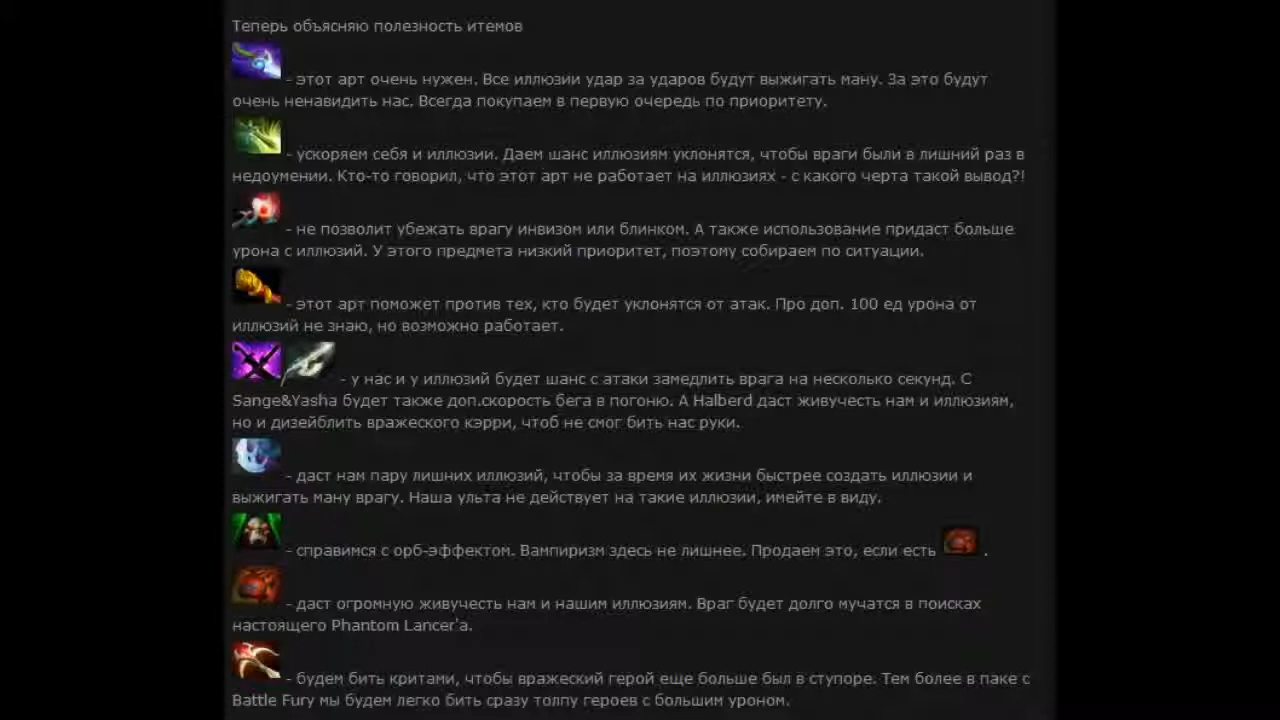 Теперь объясняю полезность итемов
- этот арт очень нужен. Все иллюзии удар за ударов будут выжигать ману. За это будут
очень ненавидить нас. Всегда покупаем в первую очередь по приоритету.
- ускоряем себя и иллюзии. Даем шанс иллюзиям уклонятся, чтобы враги были в лишний раз в
недоумении. Кто-то говорил, что этот арт не работает на иллюзиях - с какого черта такой вывод?!
- не позволит убежать врагу инвизом или блинком. А также использование придаст больше
урона с иллюзий. У этого предмета низкий приоритет, поэтому собираем по ситуации.
- этот арт поможет против тех, кто будет уклонятся от атак. Про доп. 100 ед урона от
иллюзий не знаю, но возможно работает.
- у нас и у иллюзий будет шанс с атаки замедлить врага на несколько секунд. С
Sange&Yasha будет также доп.скорость бега в погоню. А Halberd даст живучесть нам и иллюзиям,
но и дизейблить вражеского кэрри, чтоб не смог бить нас руки.
- даст нам пару лишних иллюзий, чтобы за время их жизни быстрее создать иллюзии и
выжигать ману врагу. Наша ульта не действует на такие иллюзии, имейте в виду.
- справимся с орб-эффектом. Вампиризм здесь не лишнее. Продаем это, если есть .
- даст огромную живучесть нам и нашим иллюзиям. Враг будет долго мучатся в поисках
настоящего Phantom Lancer'a.
- будем бить критами, чтобы вражеский герой еще больше был в ступоре. Тем более в паке с
Battle Fury мы будем легко бить сразу толпу героев с большим уроном.